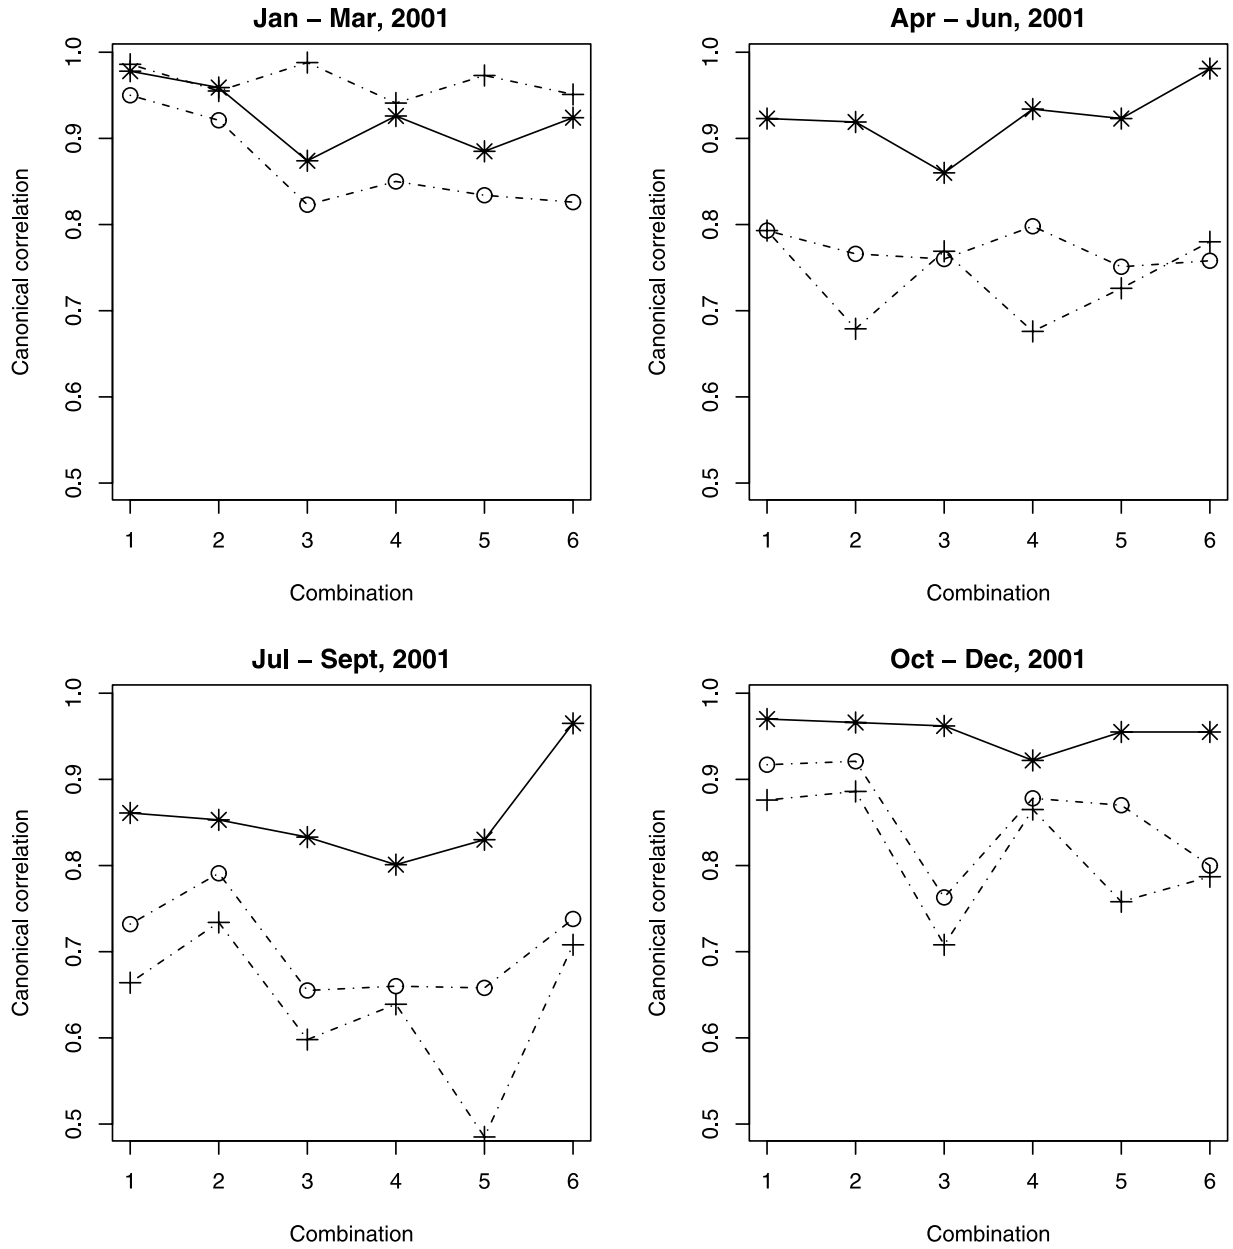 Jan – Mar, 2001
Canonical correlation
1.0
0.9
0.8
0.7
0.6
0.5
1 2 3 4 5 6
Combination
Apr – Jun, 2001
Canonical correlation
1.0
0.9
0.8
0.7
0.6
0.5
1 2 3 4 5 6
Combination
Jul – Sept, 2001
Canonical correlation
1.0
0.9
0.8
0.7
0.6
0.5
1 2 3 4 5 6
Combination
Oct – Dec, 2001
Canonical correlation
1.0
0.9
0.8
0.7
0.6
0.5
1 2 3 4 5 6
Combination